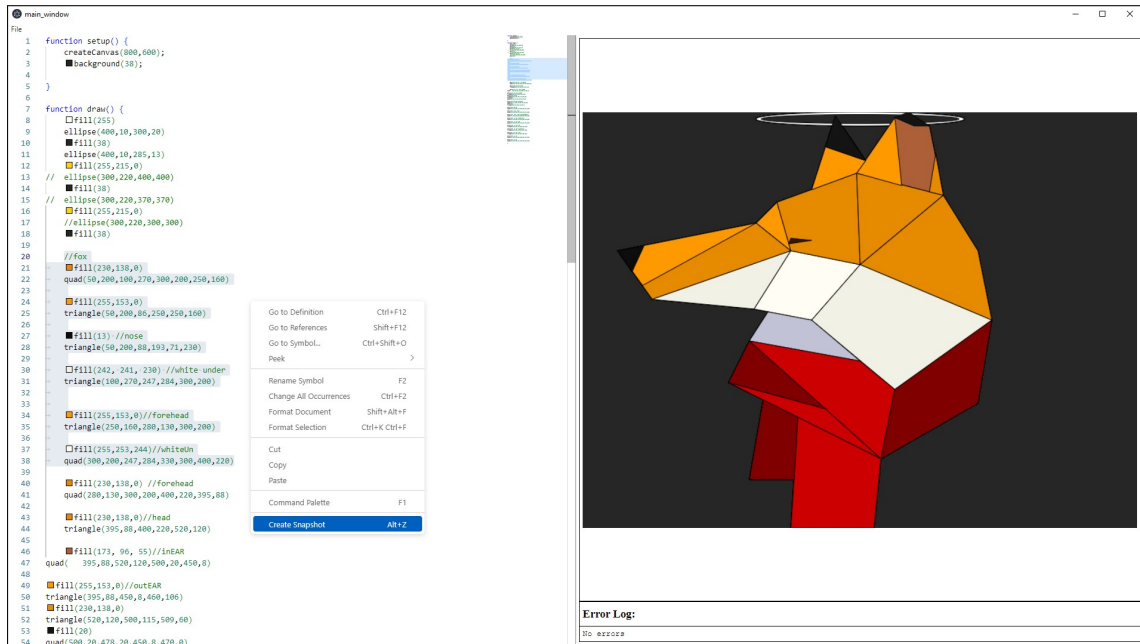 main_window
File
1 function setup() {
2 createCanvas(800,600);
3 background(38);
4
5 }
6
7 function draw() {
8 fill(255)
9 ellipse(400,10,300,20)
10 fill(38)
11 ellipse(400,10,285,13)
12 fill(255,215,0)
13 // ellipse(300,220,400,400)
14 fill(38)
15 // ellipse(300,220,370,370)
16 fill(255,215,0)
17 //ellipse(300,220,300,300)
18 fill(38)
19
20 //fox
21 fill(230,138,0)
22 quad(50,200,100,270,300,200,250,160)
23
24 fill(255,153,0)
25 triangle(50,200,86,250,250,160)
26
27 fill(13) //nose
28 triangle(50,200,88,193,71,230)
29
30 fill(242, 241, 230) //white under
31 triangle(100,270,247,284,300,200)
32
33
34 fill(255,153,0)//forehead
35 triangle(250,160,280,130,300,200)
36
37 fill(255,253,244)//whiteUn
38 quad(300,200,247,284,330,300,400,220)
39
40 fill(230,138,0) //forehead
41 quad(280,130,300,200,400,220,395,88)
42
43 fill(230,138,0)//head
44 triangle(395,88,400,220,520,120)
45
46 fill(173, 96, 55)//inEAR
47 quad( 395,88,520,120,500,20,450,8)
48
49 fill(255,153,0)//outEAR
50 triangle(395,88,450,8,460,106)
51 fill(230,138,0)
52 triangle(520,120,500,115,509,60)
53 fill(20)
54 quad(500,20,478,20,450,8,470,0)
Go to Definition Ctrl+F12
Go to References Shift+F12
Go to Symbol... Ctrl+Shift+O
Peek
Rename Symbol F2
Change All Occurrences Ctrl+F2
Format Document Shift+Alt+F
Format Selection Ctrl+K Ctrl+F
Cut
Copy
Paste
Command Palette F1
Create Snapshot Alt+Z
Error Log:
No errors